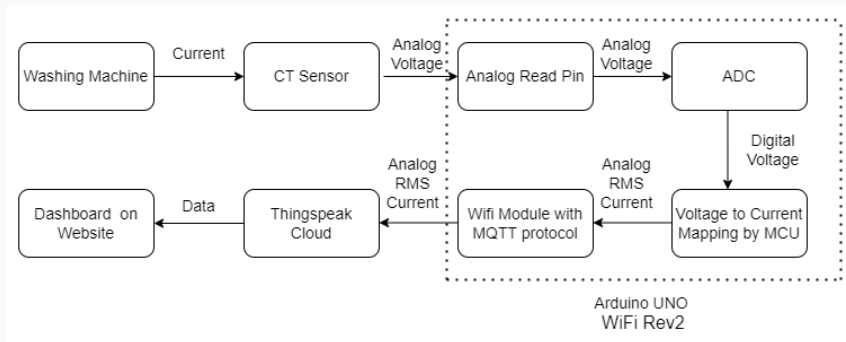 Washing Machine
Current
CT Sensor
Analog
Voltage
Analog Read Pin
Analog
Voltage
ADC
Digital
Voltage
Voltage to Current
Mapping by MCU
Analog
RMS
Current
Wifi Module with
MQTT protocol
Analog
RMS
Current
Thingspeak
Cloud
Data
Dashboard on
Website
Arduino UNO
WiFi Rev2